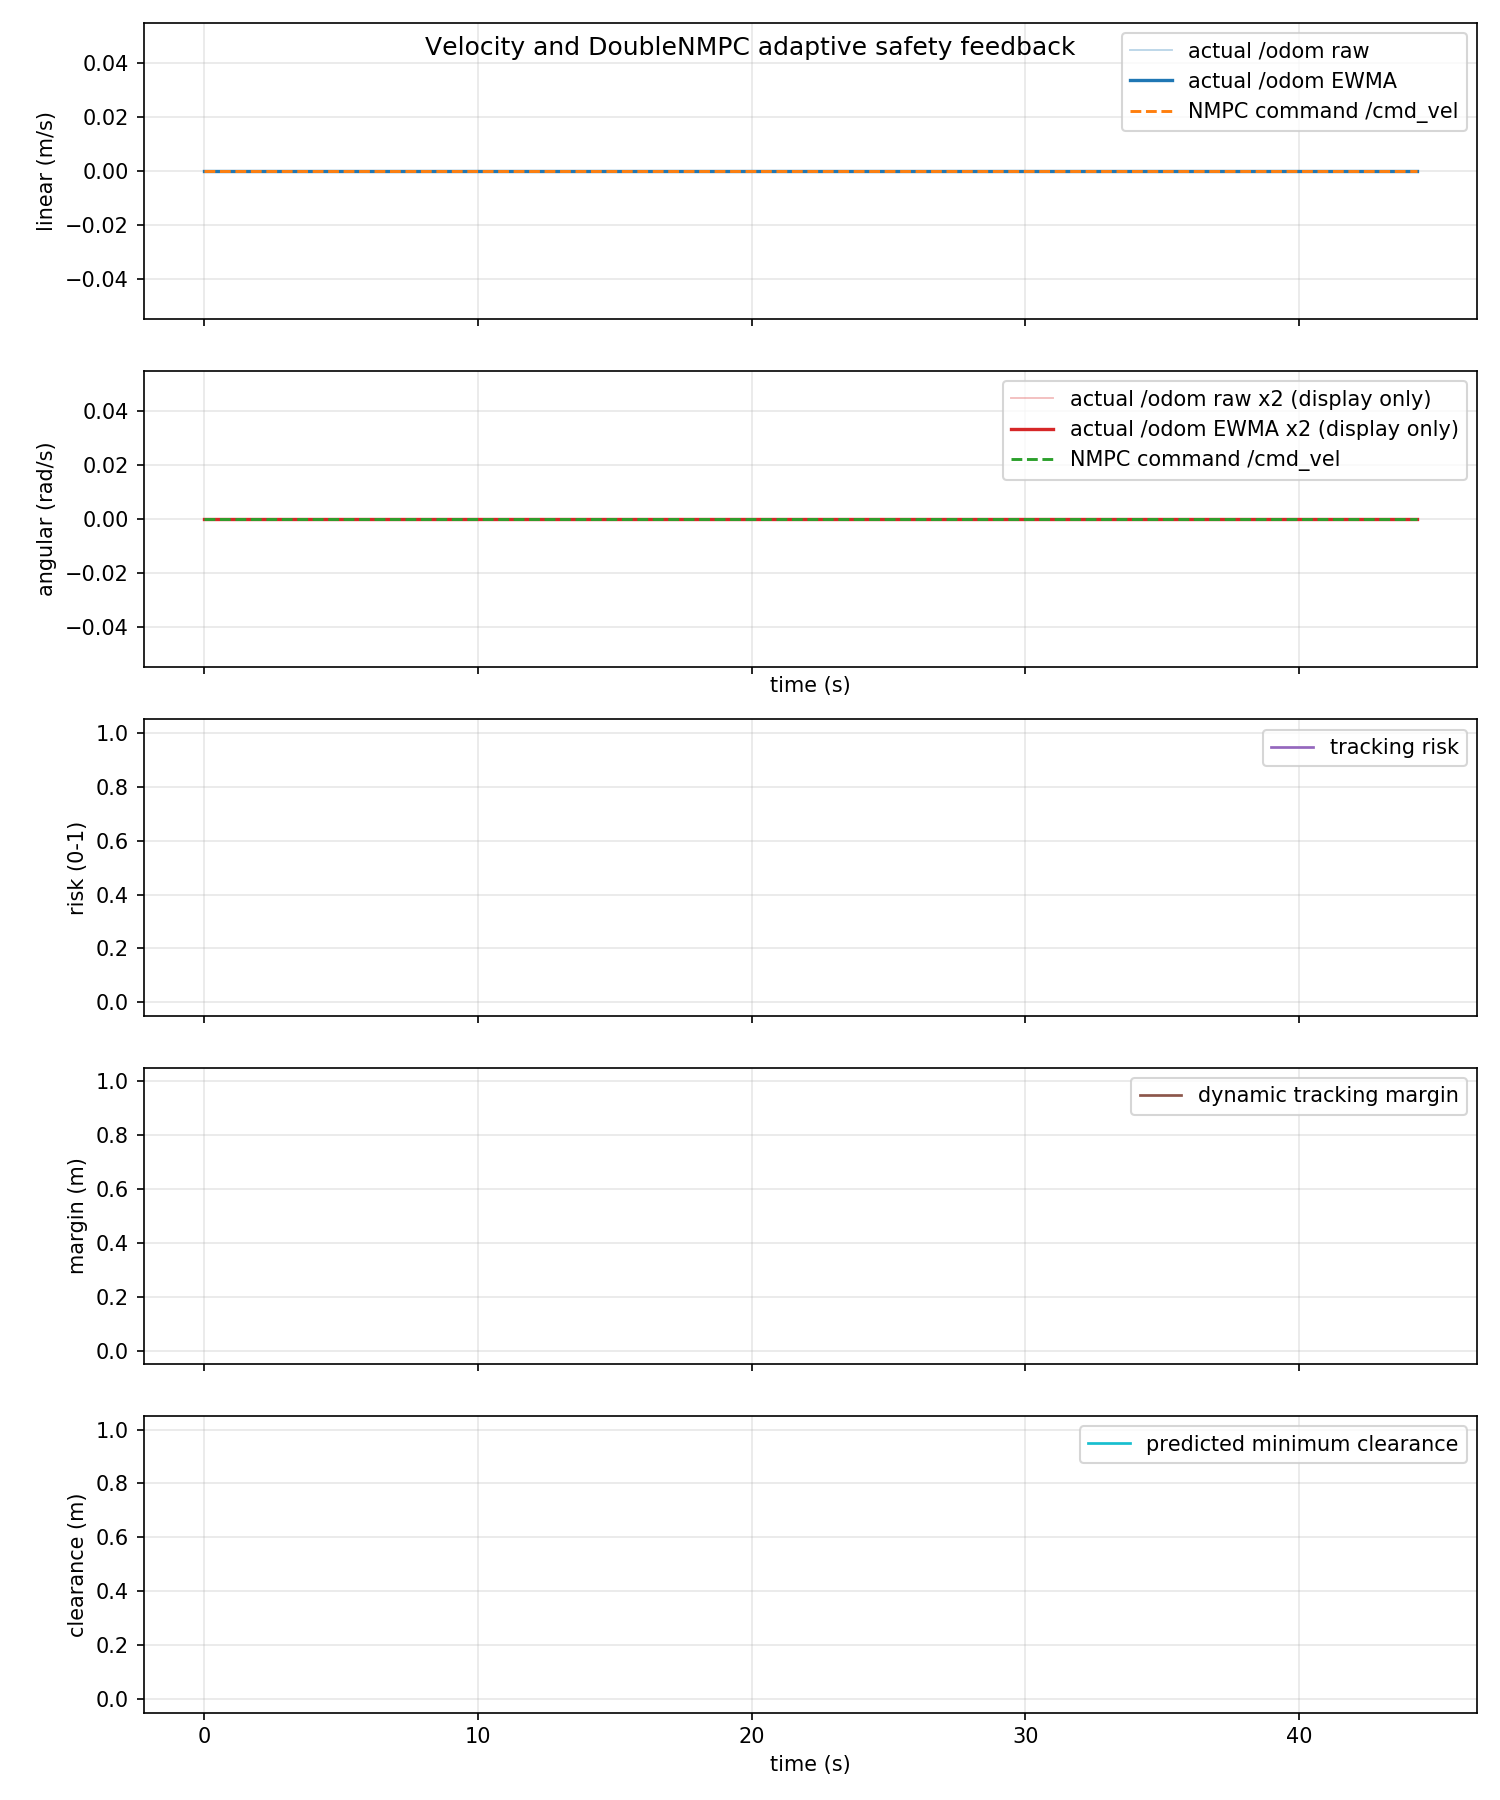 Velocity and DoubleNMPC adaptive safety feedback
actual /odom raw
actual /odom EWMA
NMPC command /cmd_vel
linear (m/s)
0.04
0.02
0.00
−0.02
−0.04
actual /odom raw x2 (display only)
actual /odom EWMA x2 (display only)
NMPC command /cmd_vel
angular (rad/s)
0.04
0.02
0.00
−0.02
−0.04
time (s)
tracking risk
risk (0-1)
1.0
0.8
0.6
0.4
0.2
0.0
dynamic tracking margin
margin (m)
1.0
0.8
0.6
0.4
0.2
0.0
predicted minimum clearance
clearance (m)
1.0
0.8
0.6
0.4
0.2
0.0
0 10 20 30 40
time (s)